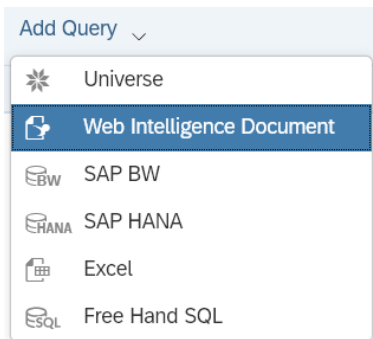 Add Query
Universe
Web Intelligence Document
BW SAP BW
HANA SAP HANA
Excel
SQL Free Hand SQL